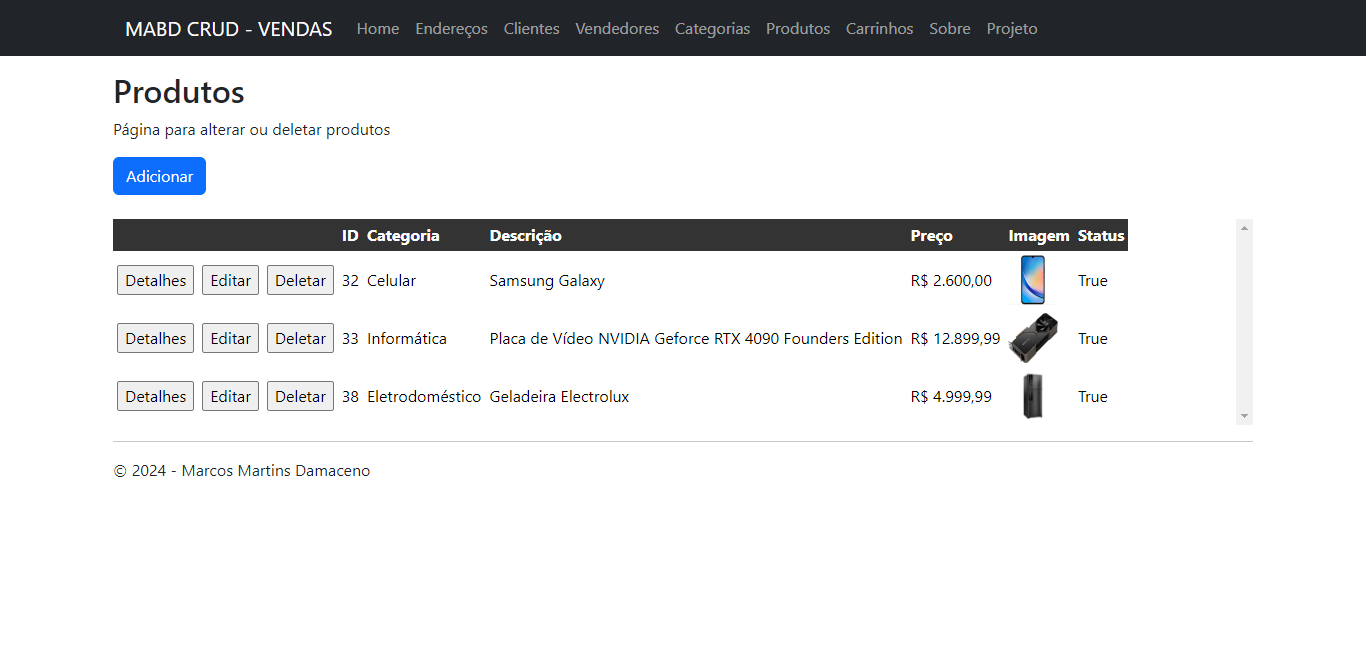 MABD CRUD - VENDAS Home Endereços Clientes Vendedores Categorias Produtos Carrinhos Sobre Projeto
Produtos
Página para alterar ou deletar produtos
Adicionar
ID Categoria Descrição Preço Imagem Status
Detalhes Editar Deletar 32 Celular Samsung Galaxy R$ 2.600,00 True
Detalhes Editar Deletar 33 Informática Placa de Vídeo NVIDIA Geforce RTX 4090 Founders Edition R$ 12.899,99 True
Detalhes Editar Deletar 38 Eletrodoméstico Geladeira Electrolux R$ 4.999,99 True
© 2024 - Marcos Martins Damaceno